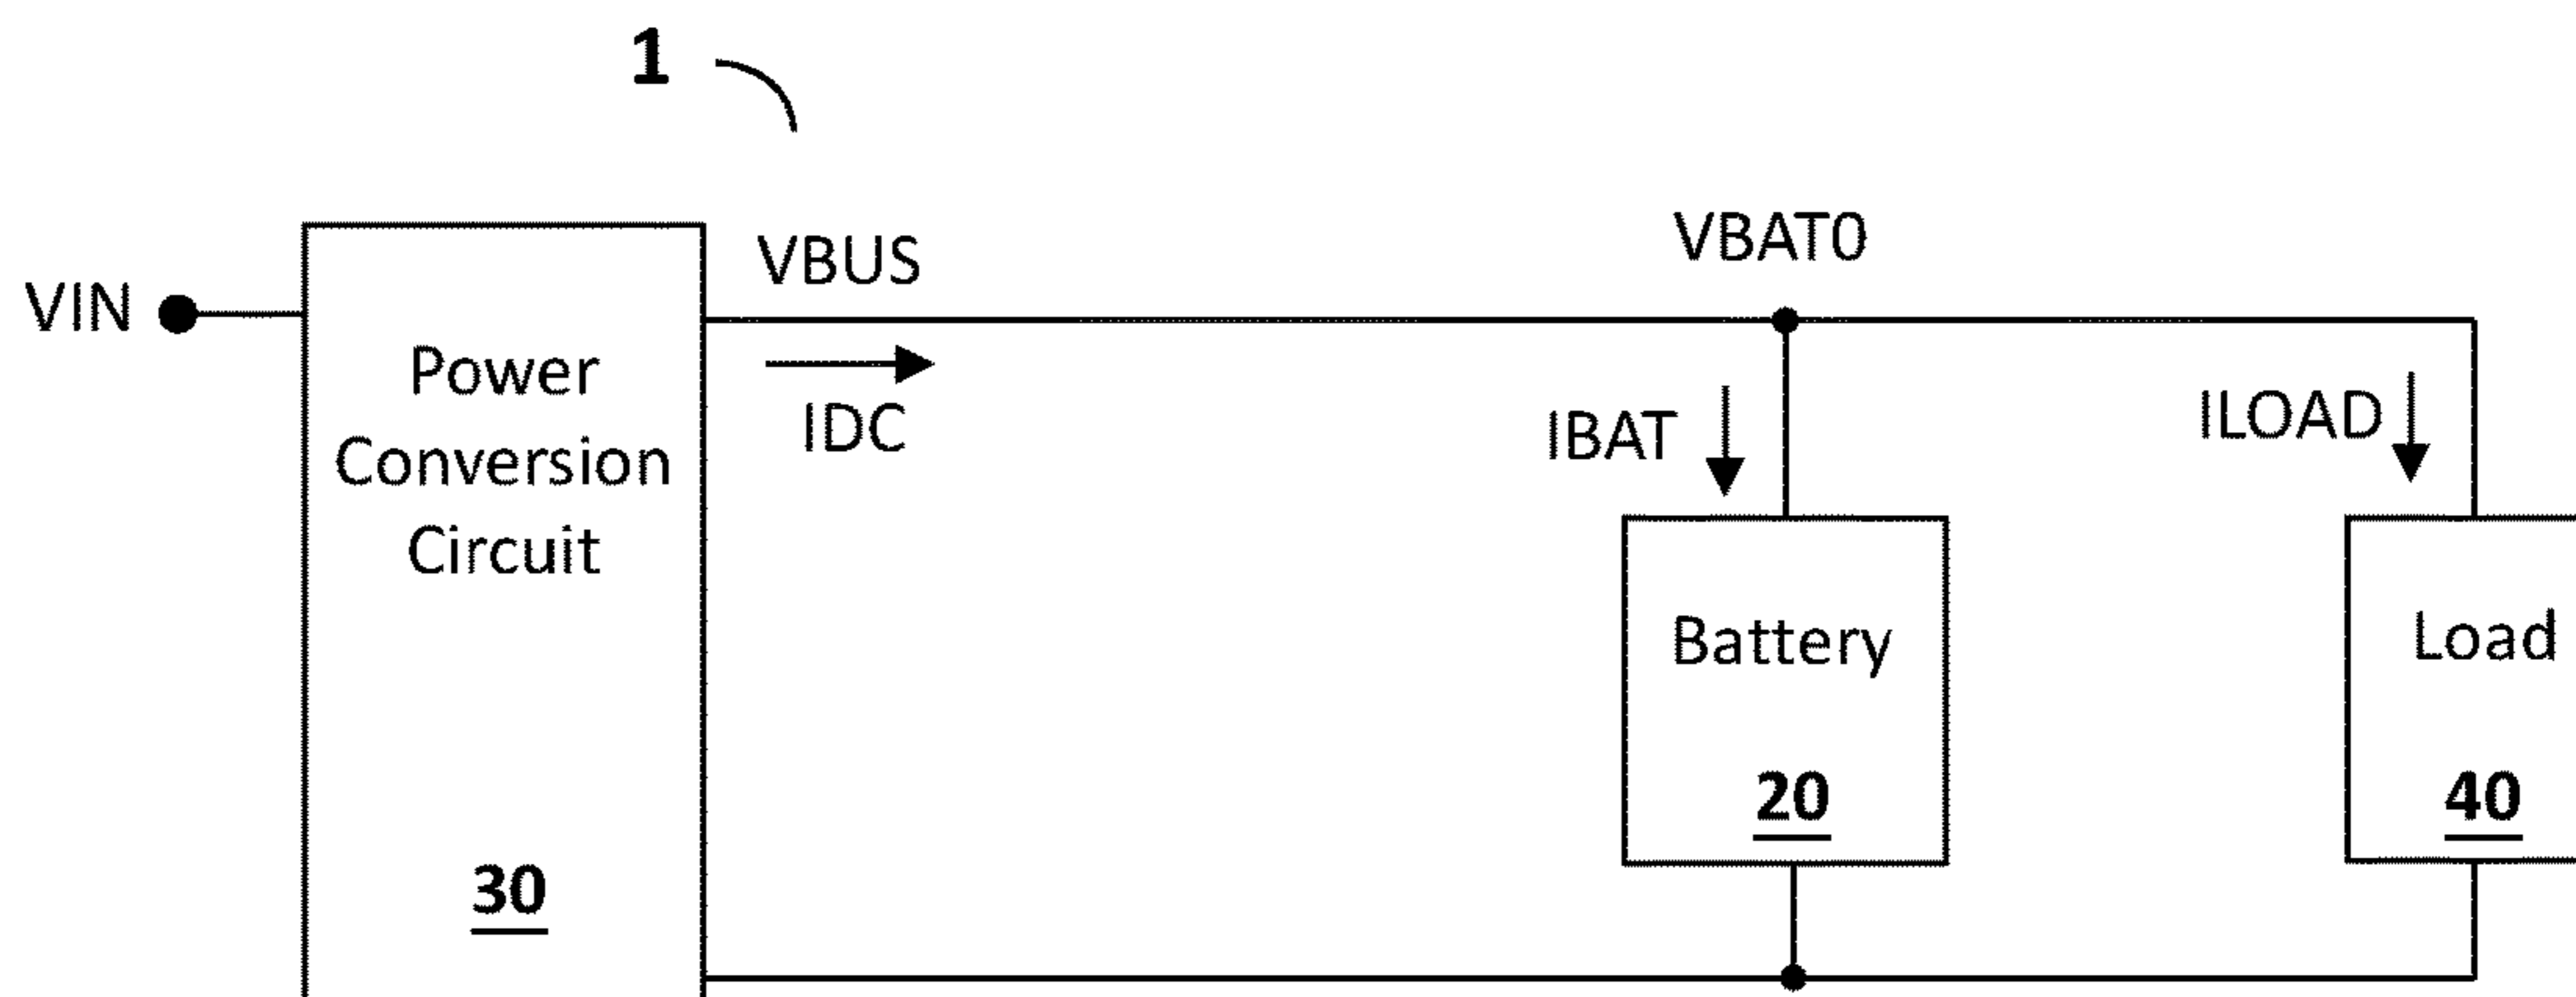 1
VBUS
VBAT0
VIN
Power
Conversion
Circuit
IDC
IBAT
ILOAD
Battery
Load
20
40
30